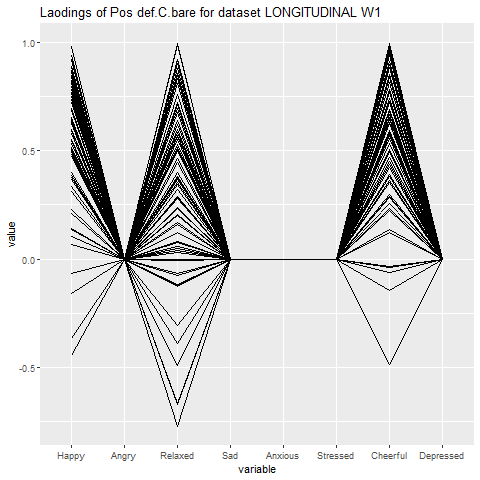 Laodings of Pos def.C.bare for dataset LONGITUDINAL W1
1.0
0.5
0.0
-0.5
value
Happy Angry Relaxed Sad Anxious Stressed Cheerful Depressed
variable